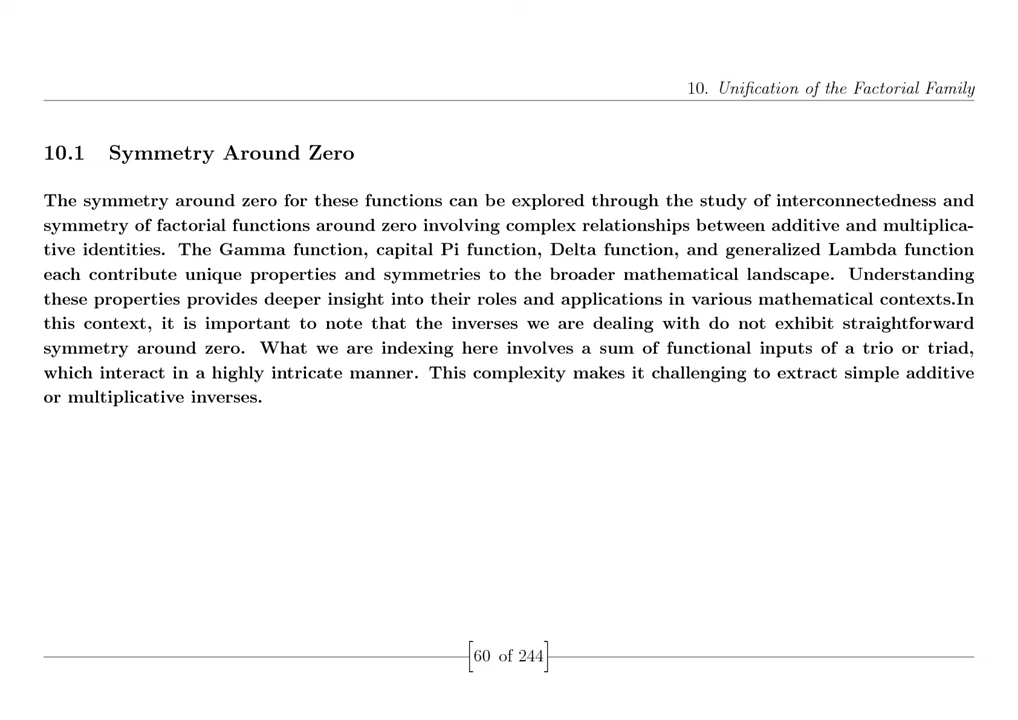 10. Unification of the Factorial Family
10.1 Symmetry Around Zero
The symmetry around zero for these functions can be explored through the study of interconnectedness and
symmetry of factorial functions around zero involving complex relationships between additive and multiplica-
tive identities. The Gamma function, capital Pi function, Delta function, and generalized Lambda function
each contribute unique properties and symmetries to the broader mathematical landscape. Understanding
these properties provides deeper insight into their roles and applications in various mathematical contexts.In
this context, it is important to note that the inverses we are dealing with do not exhibit straightforward
symmetry around zero. What we are indexing here involves a sum of functional inputs of a trio or triad,
which interact in a highly intricate manner. This complexity makes it challenging to extract simple additive
or multiplicative inverses.
[60 of 244]